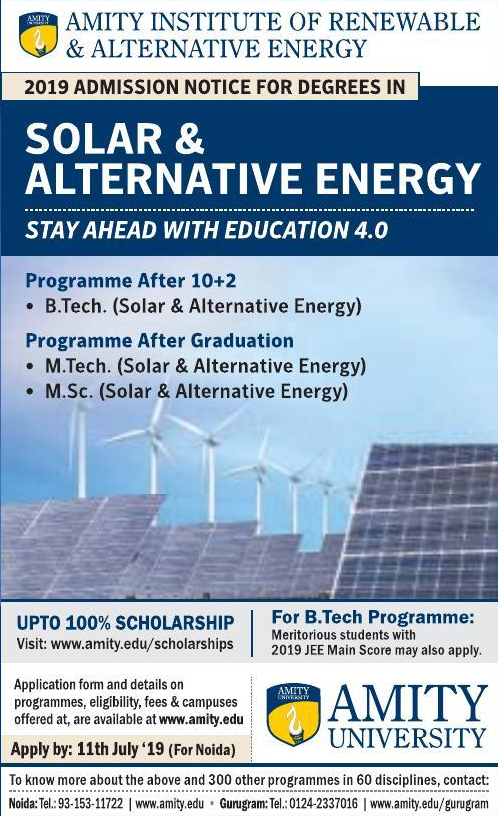 AMITY
UNIVERSITY
AMITY INSTITUTE OF RENEWABLE
& ALTERNATIVE ENERGY
2019 ADMISSION NOTICE FOR DEGREES IN
SOLAR &
ALTERNATIVE ENERGY
STAY AHEAD WITH EDUCATION 4.0
Programme After 10+2
• B.Tech. (Solar & Alternative Energy)
Programme After Graduation
• M.Tech. (Solar & Alternative Energy)
• M.Sc. (Solar & Alternative Energy)
UPTO 100% SCHOLARSHIP
Visit: www.amity.edu/scholarships
For B.Tech Programme:
Meritorious students with
2019 JEE Main Score may also apply.
Application form and details on
programmes, eligibility, fees & campuses
offered at, are available at www.amity.edu
Apply by: 11th July ‘19 (For Noida)
AMITY
UNIVERSITY
AMITY
UNIVERSITY
To know more about the above and 300 other programmes in 60 disciplines, contact:
Noida: Tel.: 93-153-11722 | www.amity.edu • Gurugram: Tel.: 0124-2337016 | www.amity.edu/gurugram